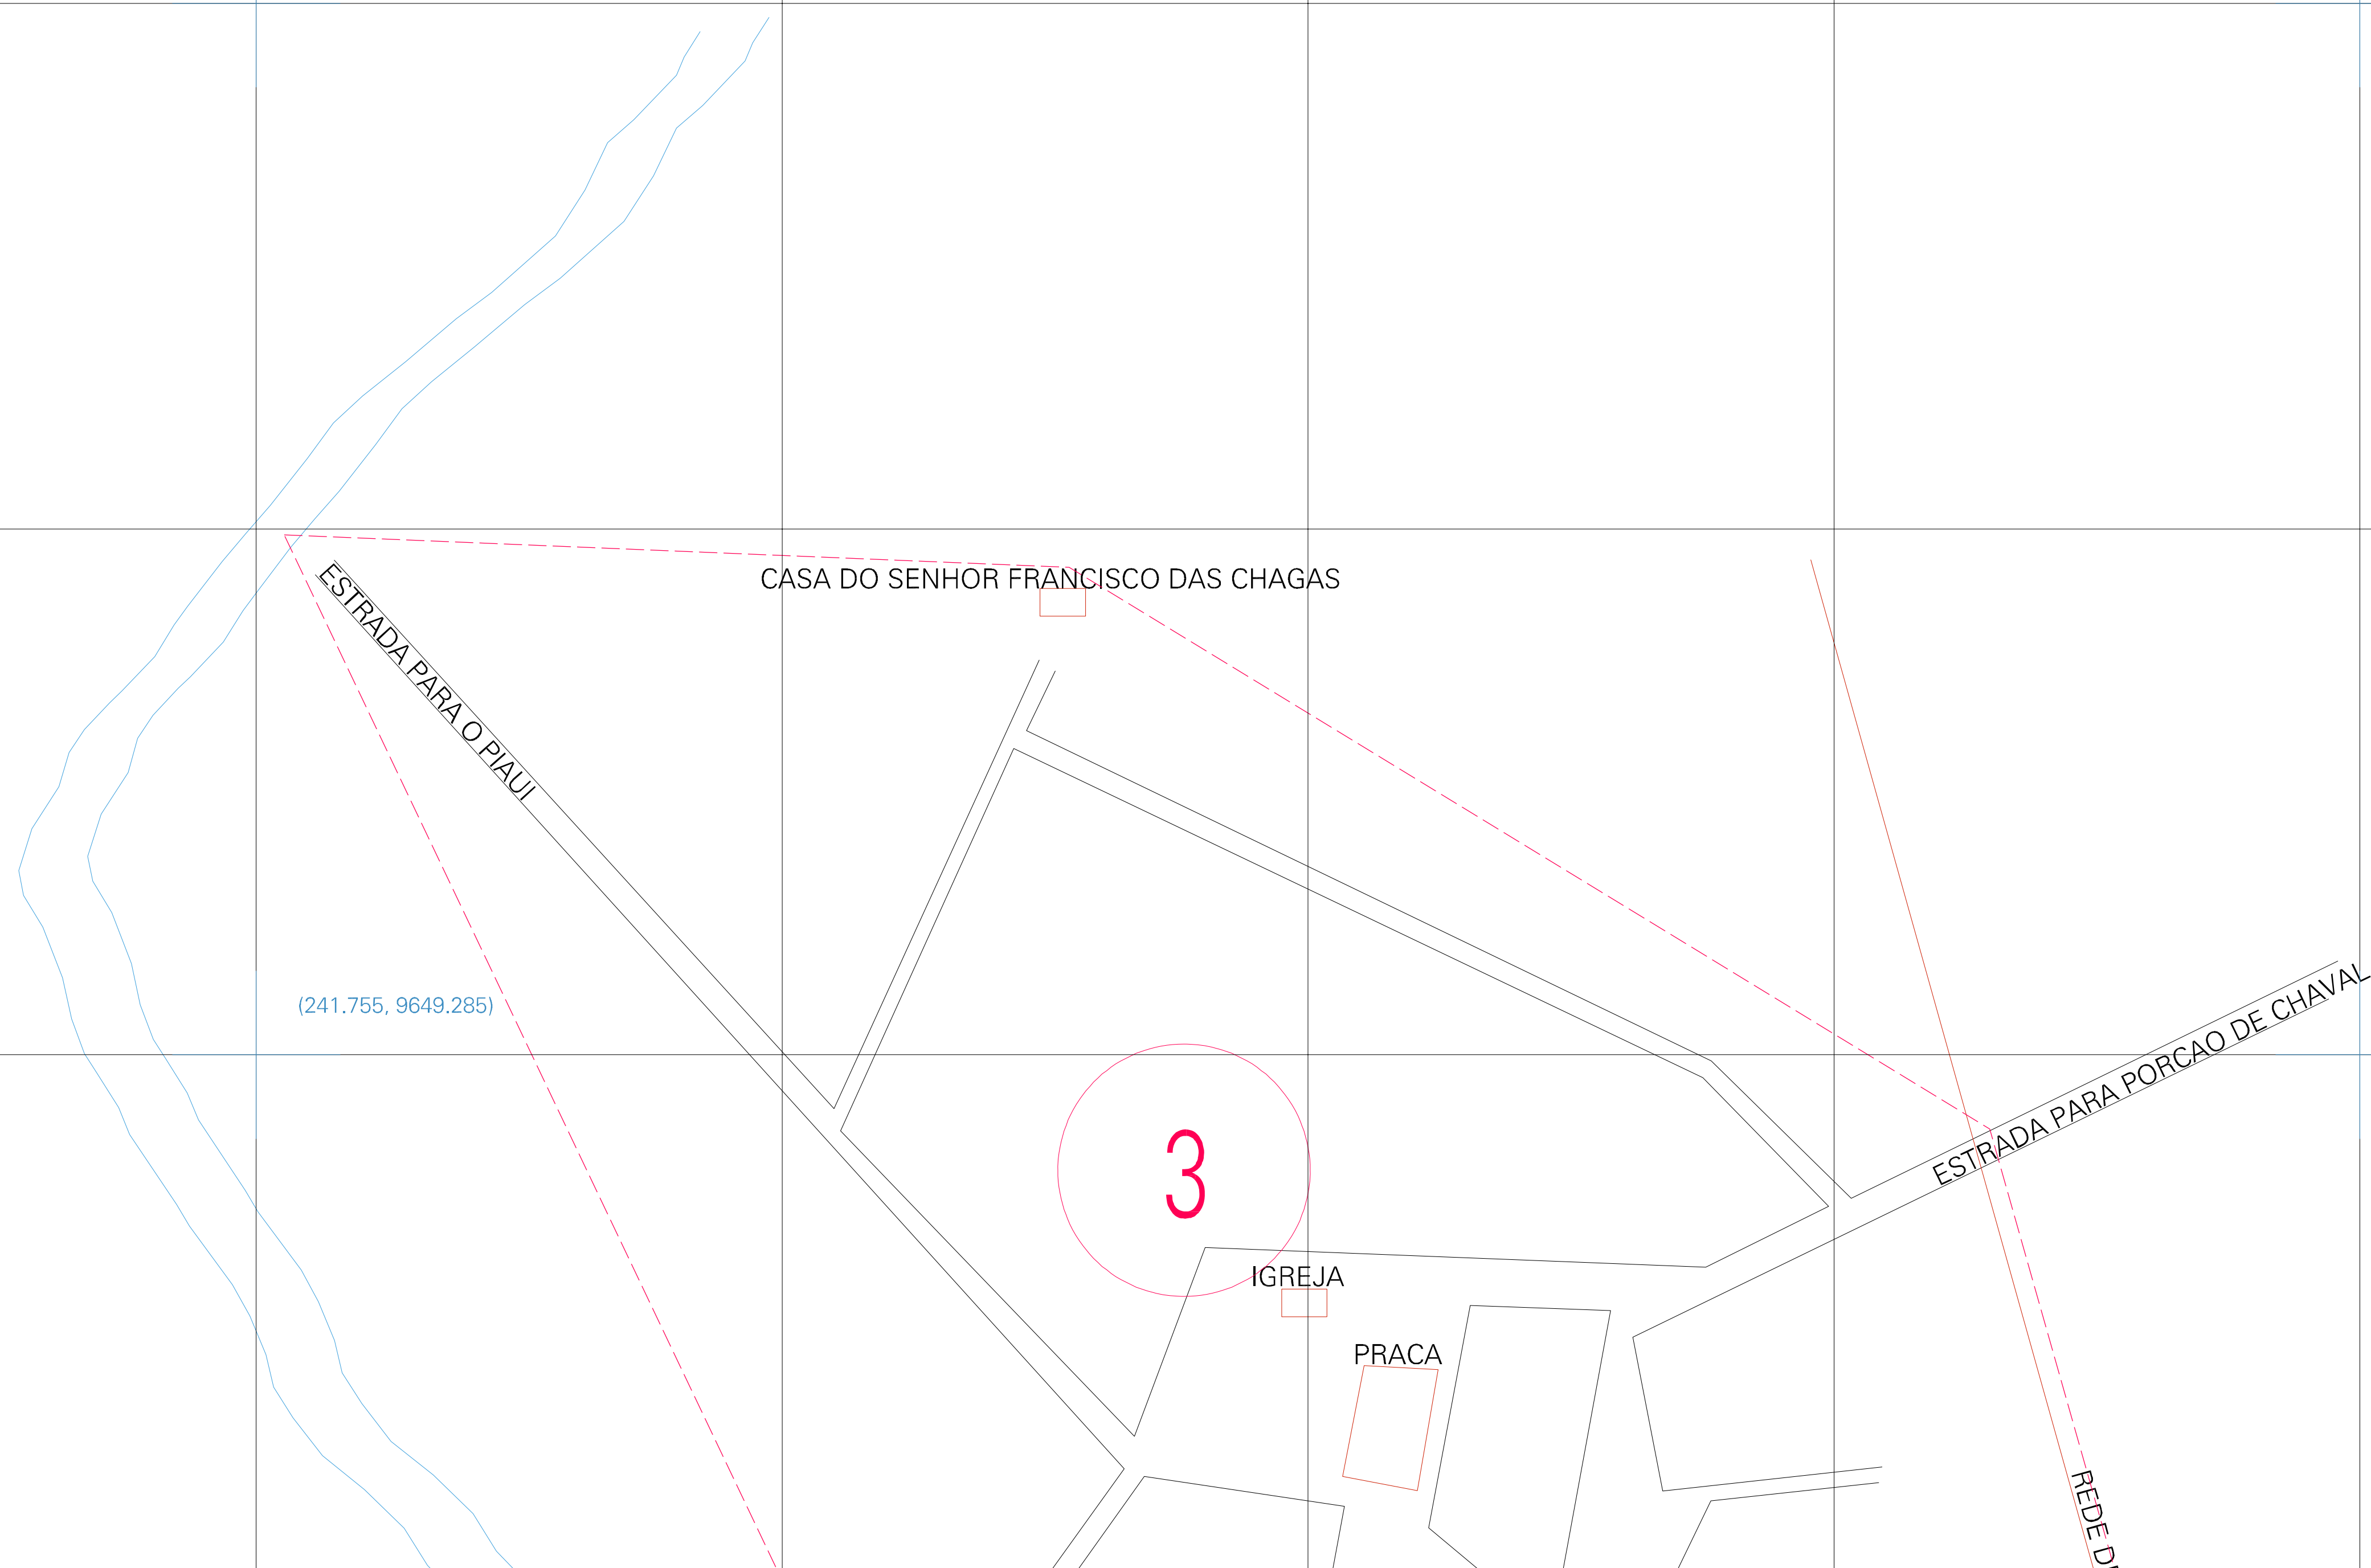 CASA DO SENHOR FRANCISCO DAS CHAGAS
ESTRADA PARA O PIAUI
(241.755, 9649.285)
ESTRADA PARA PORCAO DE CHAVAL
3
IGREJA
PRACA
REDE